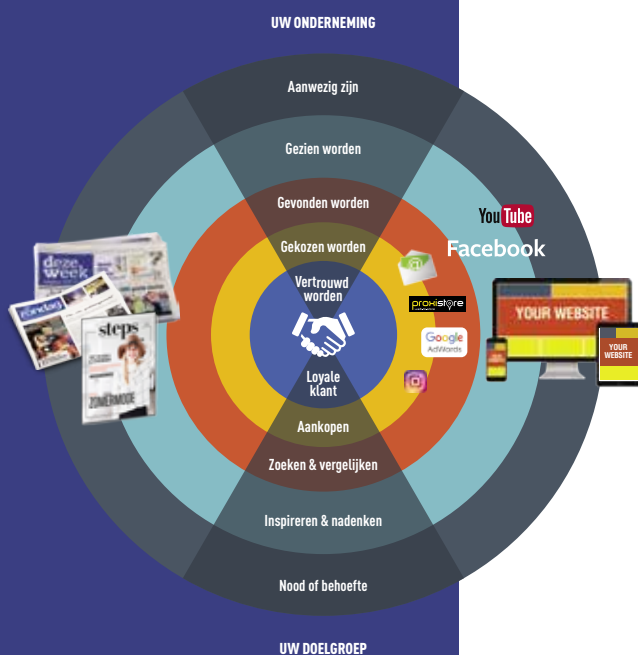 UW ONDERNEMING
Aanwezig zijn
Gezien worden
Gevonden worden
Gekozen worden
Vertrouwd
worden
Loyale
klant
Aankopen
Zoeken & vergelijken
Inspireren & nadenken
Nood of behoefte
UW DOELGROEP
deze
week
zondag
steps
ZOMERMODE
YouTube
Facebook
@
proxistore
Google
AdWords
YOUR WEBSITE
YOUR
WEBSITE